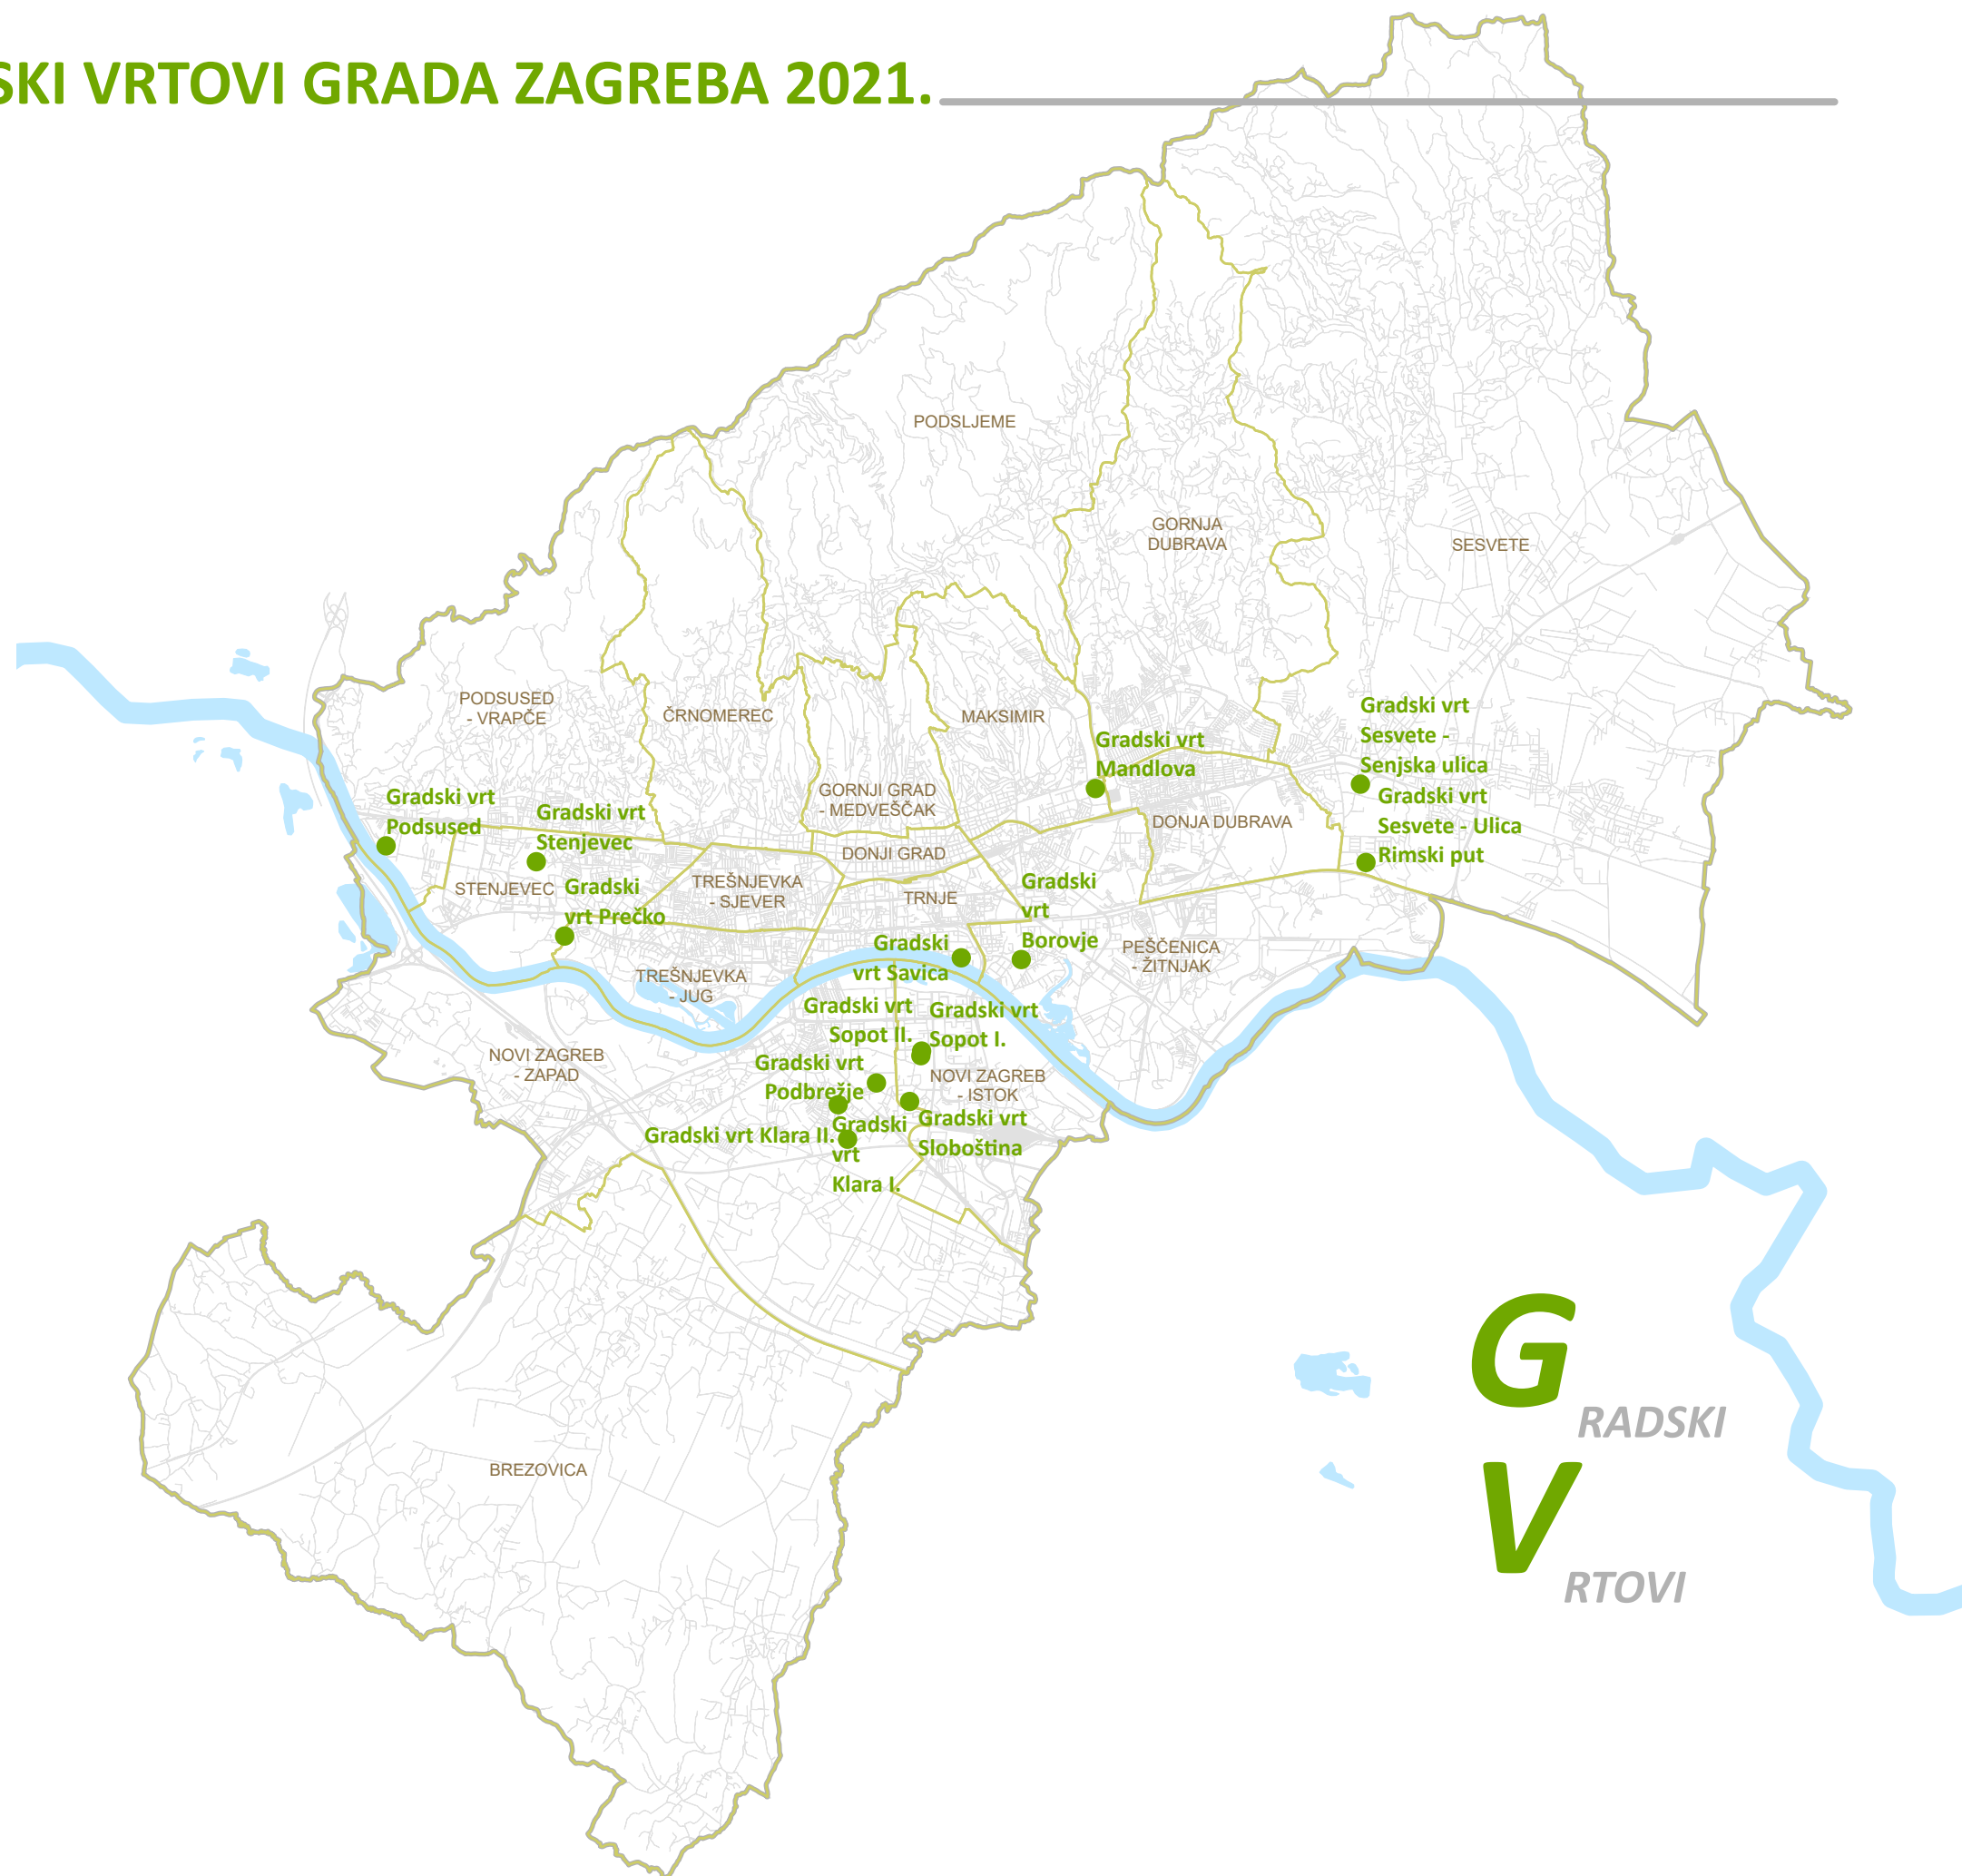 SKI VRTOVI GRADA ZAGREBA 2021.
PODSLJEME
GORNJA
DUBRAVA
SESVETE
PODSUSED
- VRAPČE
ČRNOMEREC
MAKSIMIR
Gradski vrt
Sesvete -
Senjska ulica
Gradski vrt
Mandlova
GORNJI GRAD
- MEDVEŠČAK
Gradski vrt
Podsused
Gradski vrt
Stenjevec
Gradski vrt
Sesvete - Ulica
Rimski put
DONJA DUBRAVA
DONJI GRAD
STENJEVEC
Gradski
vrt Prečko
TREŠNJEVKA
- SJEVER
TRNJE
Gradski
vrt
Borovje
Gradski
vrt Savica
PEŠČENICA
- ŽITNJAK
TREŠNJEVKA
- JUG
Gradski vrt
Sopot II.
Gradski vrt
Sopot I.
NOVI ZAGREB
- ZAPAD
Gradski vrt
Podbrežje
NOVI ZAGREB
- ISTOK
Gradski vrt Klara II.
Gradski
vrt
Klara I.
Gradski vrt
Sloboština
BREZOVICA
G
RADSKI
V
RTOVI